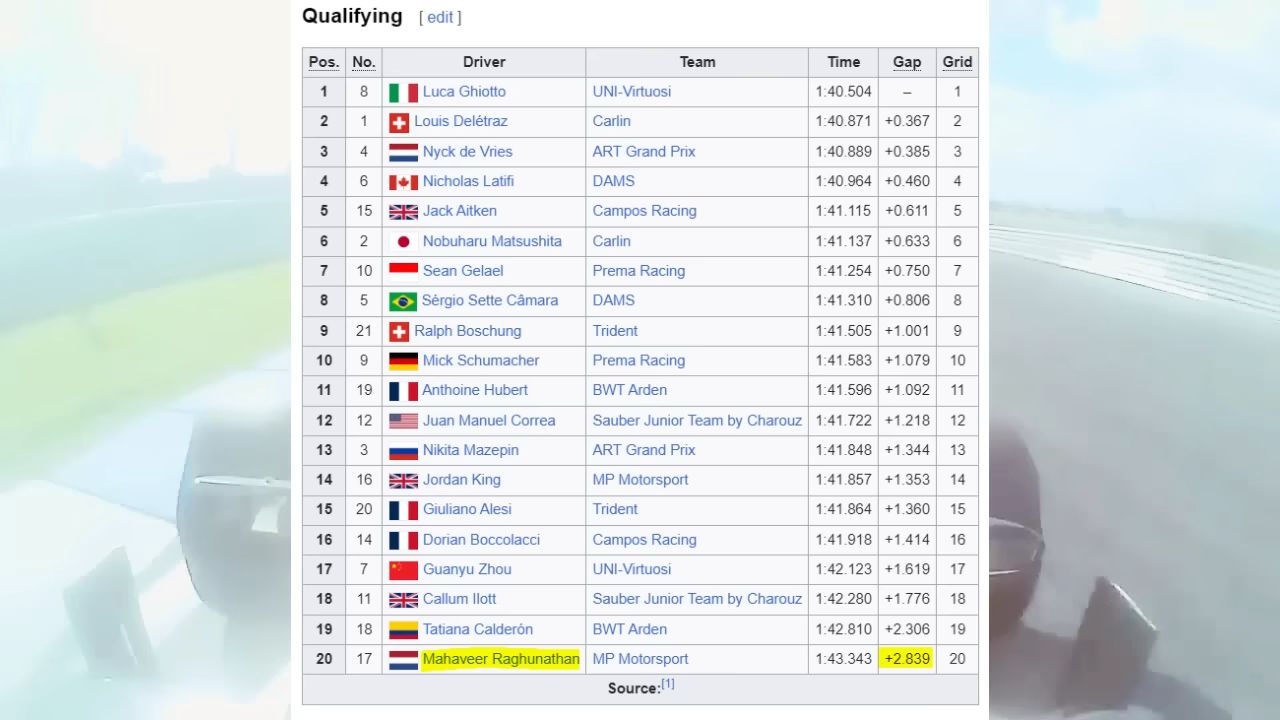 Qualifying [ edit ]
Pos. No. Driver Team Time Gap Grid
1 8 Luca Ghiotto UNI-Virtuosi 1:40.504 – 1
2 1 Louis Delétraz Carlin 1:40.871 +0.367 2
3 4 Nyck de Vries ART Grand Prix 1:40.889 +0.385 3
4 6 Nicholas Latifi DAMS 1:40.964 +0.460 4
5 15 Jack Aitken Campos Racing 1:41.115 +0.611 5
6 2 Nobuharu Matsushita Carlin 1:41.137 +0.633 6
7 10 Sean Gelael Prema Racing 1:41.254 +0.750 7
8 5 Sérgio Sette Câmara DAMS 1:41.310 +0.806 8
9 21 Ralph Boschung Trident 1:41.505 +1.001 9
10 9 Mick Schumacher Prema Racing 1:41.583 +1.079 10
11 19 Anthoine Hubert BWT Arden 1:41.596 +1.092 11
12 12 Juan Manuel Correa Sauber Junior Team by Charouz 1:41.722 +1.218 12
13 3 Nikita Mazepin ART Grand Prix 1:41.848 +1.344 13
14 16 Jordan King MP Motorsport 1:41.857 +1.353 14
15 20 Giuliano Alesi Trident 1:41.864 +1.360 15
16 14 Dorian Boccolacci Campos Racing 1:41.918 +1.414 16
17 7 Guanyu Zhou UNI-Virtuosi 1:42.123 +1.619 17
18 11 Callum Ilott Sauber Junior Team by Charouz 1:42.280 +1.776 18
19 18 Tatiana Calderón BWT Arden 1:42.810 +2.306 19
20 17 Mahaveer Raghunathan MP Motorsport 1:43.343 +2.839 20
Source:[1]